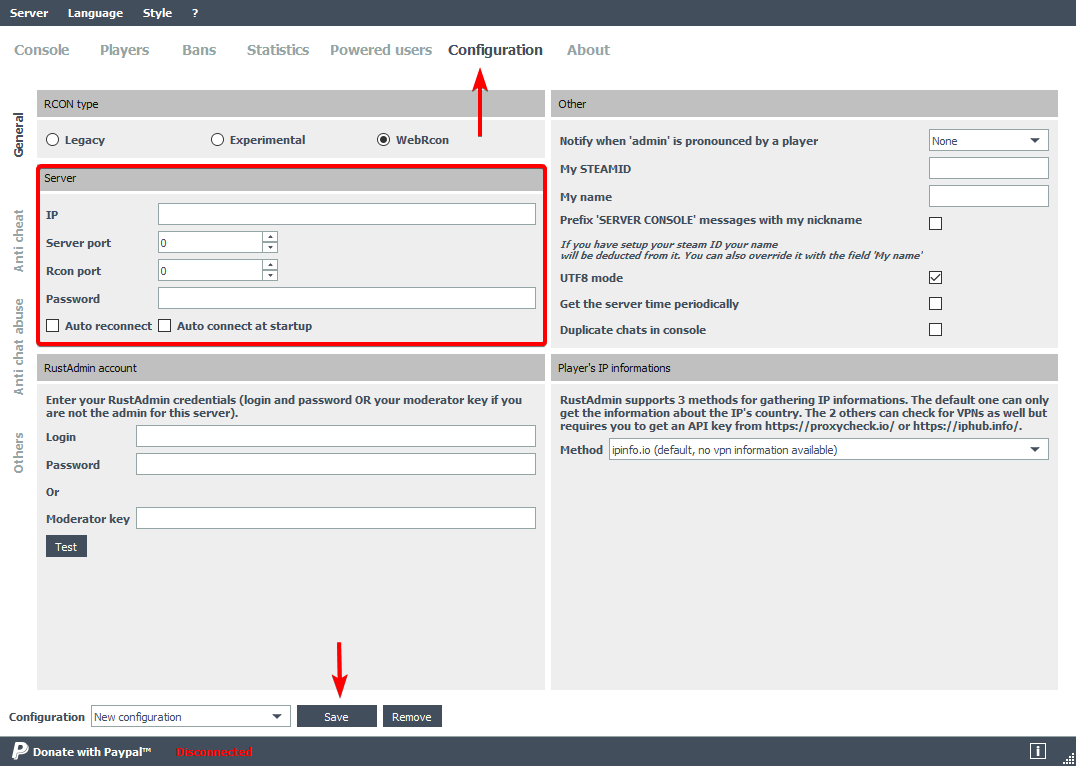 Server Language Style ?
Console Players Bans Statistics Powered users Configuration About
General
Anti cheat
Anti chat abuse
Others
RCON type
Legacy Experimental WebRcon
Server
IP
Server port 0
Rcon port 0
Password
Auto reconnect Auto connect at startup
RustAdmin account
Enter your RustAdmin credentials (login and password OR your moderator key if you
are not the admin for this server).
Login
Password
Or
Moderator key
Test
Other
Notify when 'admin' is pronounced by a player None
My STEAMID
My name
Prefix 'SERVER CONSOLE' messages with my nickname
If you have setup your steam ID your name
will be deducted from it. You can also override it with the field 'My name'
UTF8 mode
Get the server time periodically
Duplicate chats in console
Player's IP informations
RustAdmin supports 3 methods for gathering IP informations. The default one can only
get the information about the IP's country. The 2 others can check for VPNs as well but
requires you to get an API key from https://proxycheck.io/ or https://iphub.info/.
Method ipinfo.io (default, no vpn information available)
Configuration New configuration Save Remove
Donate with Paypal™ Disconnected i